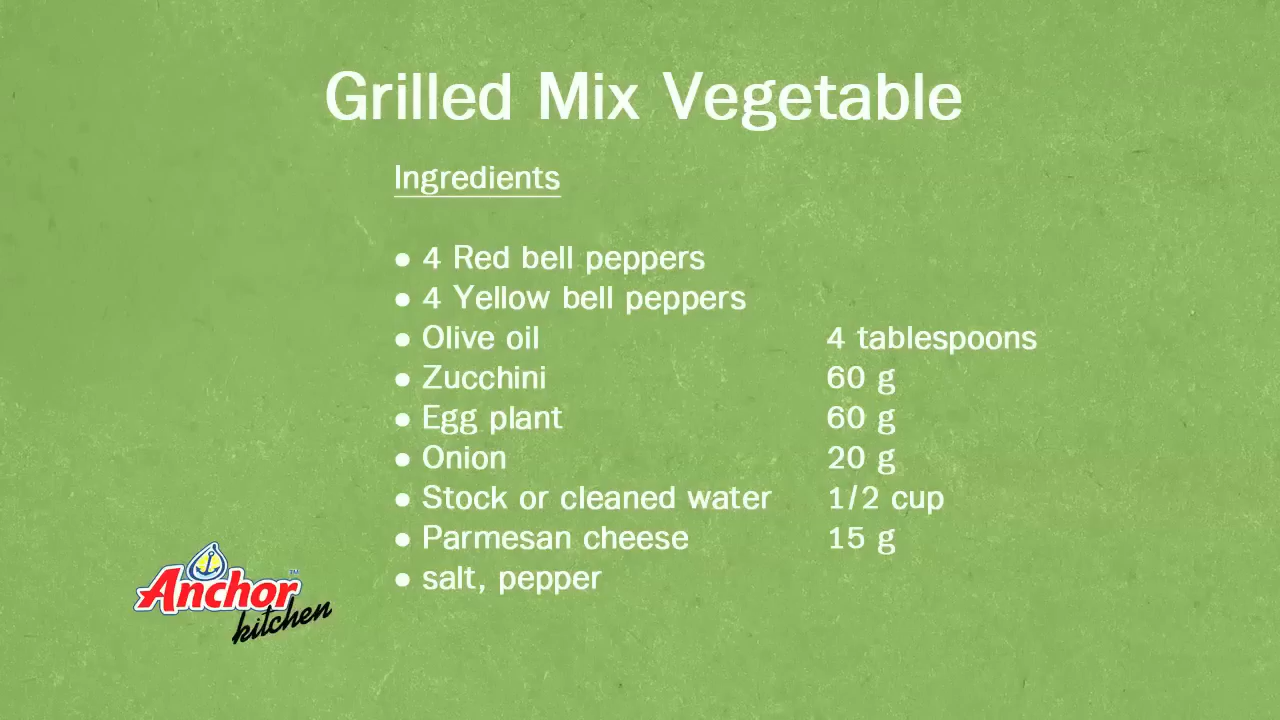 Grilled Mix Vegetable
Ingredients
• 4 Red bell peppers
• 4 Yellow bell peppers
• Olive oil 4 tablespoons
• Zucchini 60 g
• Egg plant 60 g
• Onion 20 g
• Stock or cleaned water 1/2 cup
• Parmesan cheese 15 g
• salt, pepper
Anchor™
kitchen